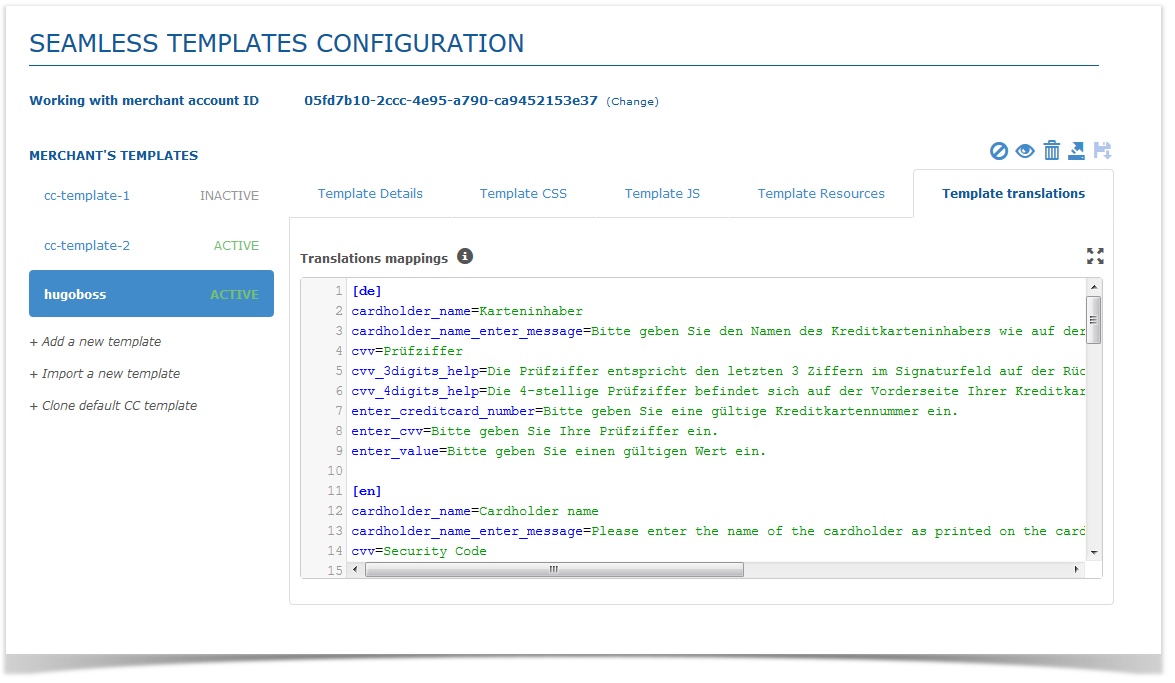 SEAMLESS TEMPLATES CONFIGURATION
Working with merchant account ID 05fd7b10-2ccc-4e95-a790-ca9452153e37 (Change)
MERCHANT'S TEMPLATES
cc-template-1 INACTIVE
cc-template-2 ACTIVE
hugoboss ACTIVE
+ Add a new template
+ Import a new template
+ Clone default CC template
Template Details Template CSS Template JS Template Resources Template translations
Translations mappings
1 [de]
2 cardholder_name=Karteninhaber
3 cardholder_name_enter_message=Bitte geben Sie den Namen des Kreditkarteninhabers wie auf der
4 cvv=Prüfziffer
5 cvv_3digits_help=Die Prüfziffer entspricht den letzten 3 Ziffern im Signaturfeld auf der Rüc
6 cvv_4digits_help=Die 4-stellige Prüfziffer befindet sich auf der Vorderseite Ihrer Kreditkar
7 enter_creditcard_number=Bitte geben Sie eine gültige Kreditkartennummer ein.
8 enter_cvv=Bitte geben Sie Ihre Prüfziffer ein.
9 enter_value=Bitte geben Sie einen gültigen Wert ein.
10
11 [en]
12 cardholder_name=Cardholder name
13 cardholder_name_enter_message=Please enter the name of the cardholder as printed on the card
14 cvv=Security Code
15